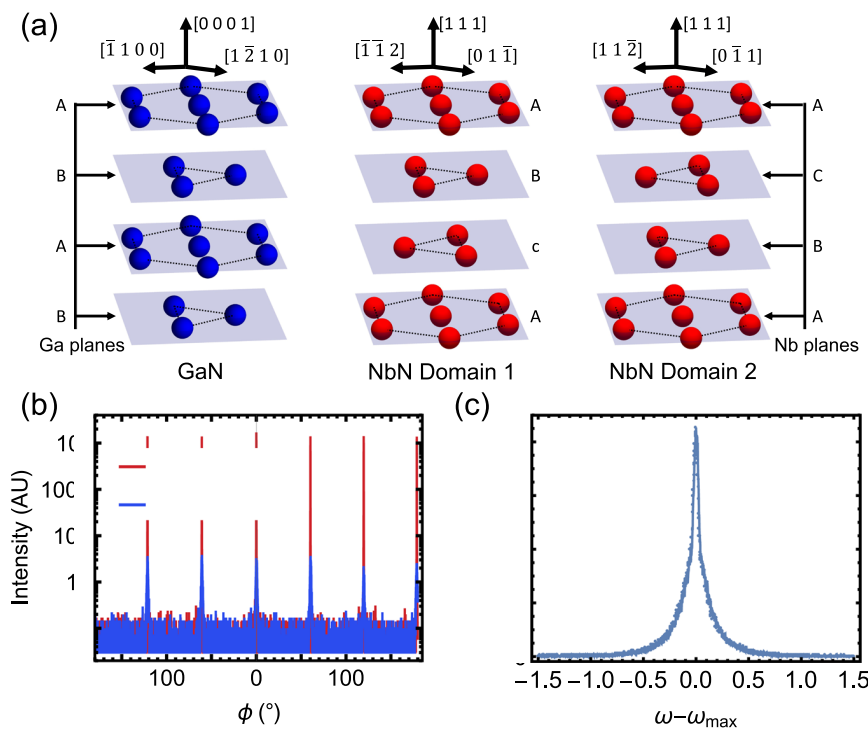 (a)
[0 0 0 1]
[1̅ 1 0 0]
[1 2̅ 1 0]
[1 1 1]
[1̅ 1̅ 2]
[0 1 1̅]
[1 1 1]
[1 1 2̅]
[0 1̅ 1]
A
A
A
B
B
C
A
c
B
B
A
A
Ga planes
Nb planes
GaN
NbN Domain 1
NbN Domain 2
(b)
Intensity (AU)
10
100
10
1
100
0
100
ϕ (°)
(c)
−1.5
−1.0
−0.5
0.0
0.5
1.0
1.5
ω−ωmax